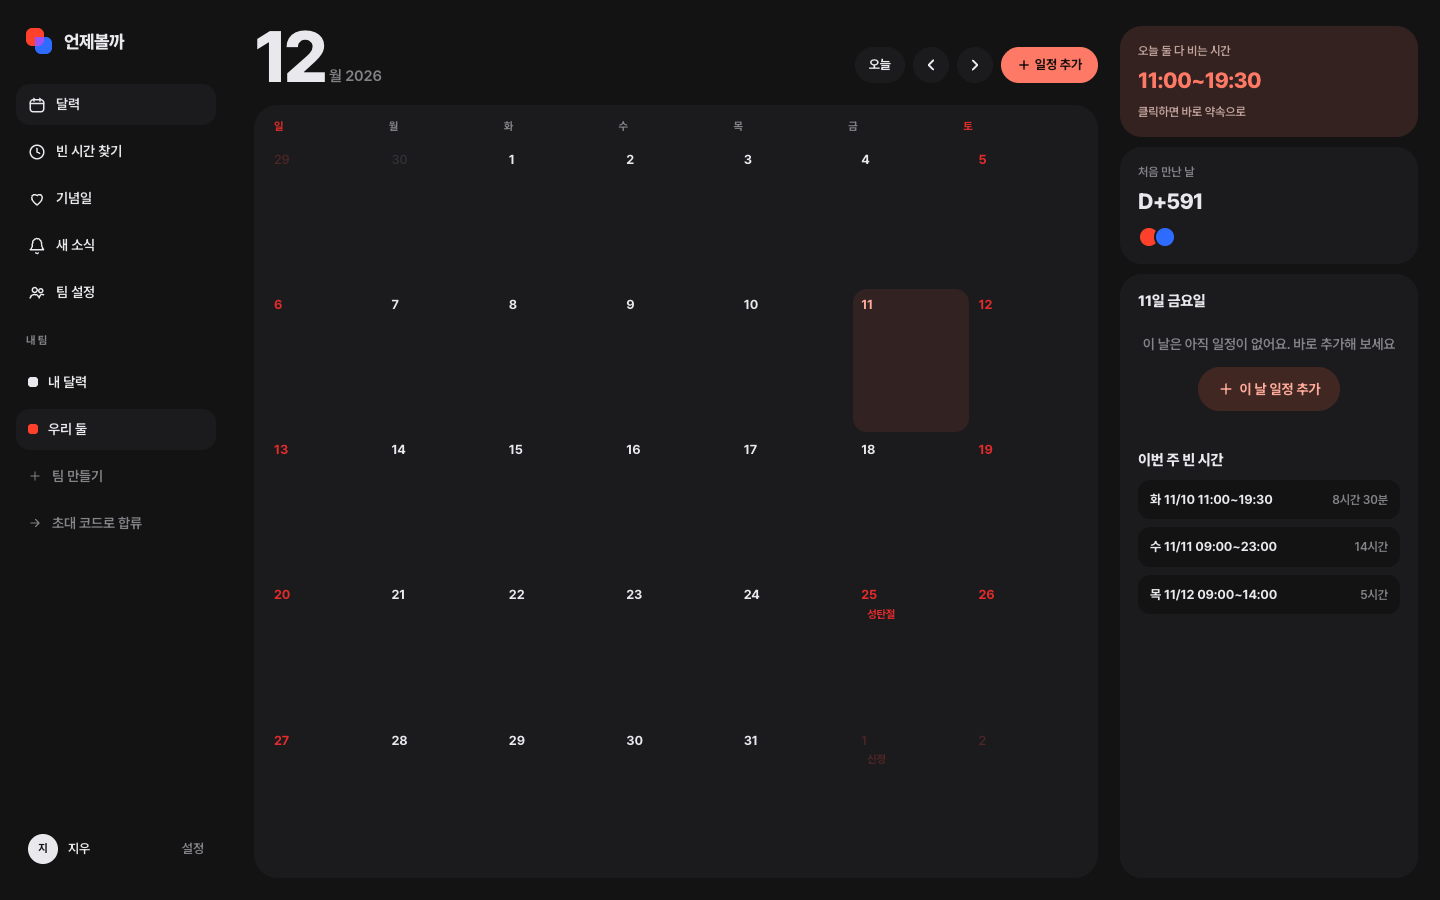 언제볼까
달력
빈 시간 찾기
기념일
새 소식
팀 설정
내 팀
내 달력
우리 둘
팀 만들기
초대 코드로 합류
지 지우 설정
12월 2026
오늘
일정 추가
일 월 화 수 목 금 토
29 30 1 2 3 4 5
6 7 8 9 10 11 12
13 14 15 16 17 18 19
20 21 22 23 24 25 26
성탄절
27 28 29 30 31 1 2
신정
오늘 둘 다 비는 시간
11:00~19:30
클릭하면 바로 약속으로
처음 만난 날
D+591
11일 금요일
이 날은 아직 일정이 없어요. 바로 추가해 보세요
이 날 일정 추가
이번 주 빈 시간
화 11/10 11:00~19:30 8시간 30분
수 11/11 09:00~23:00 14시간
목 11/12 09:00~14:00 5시간